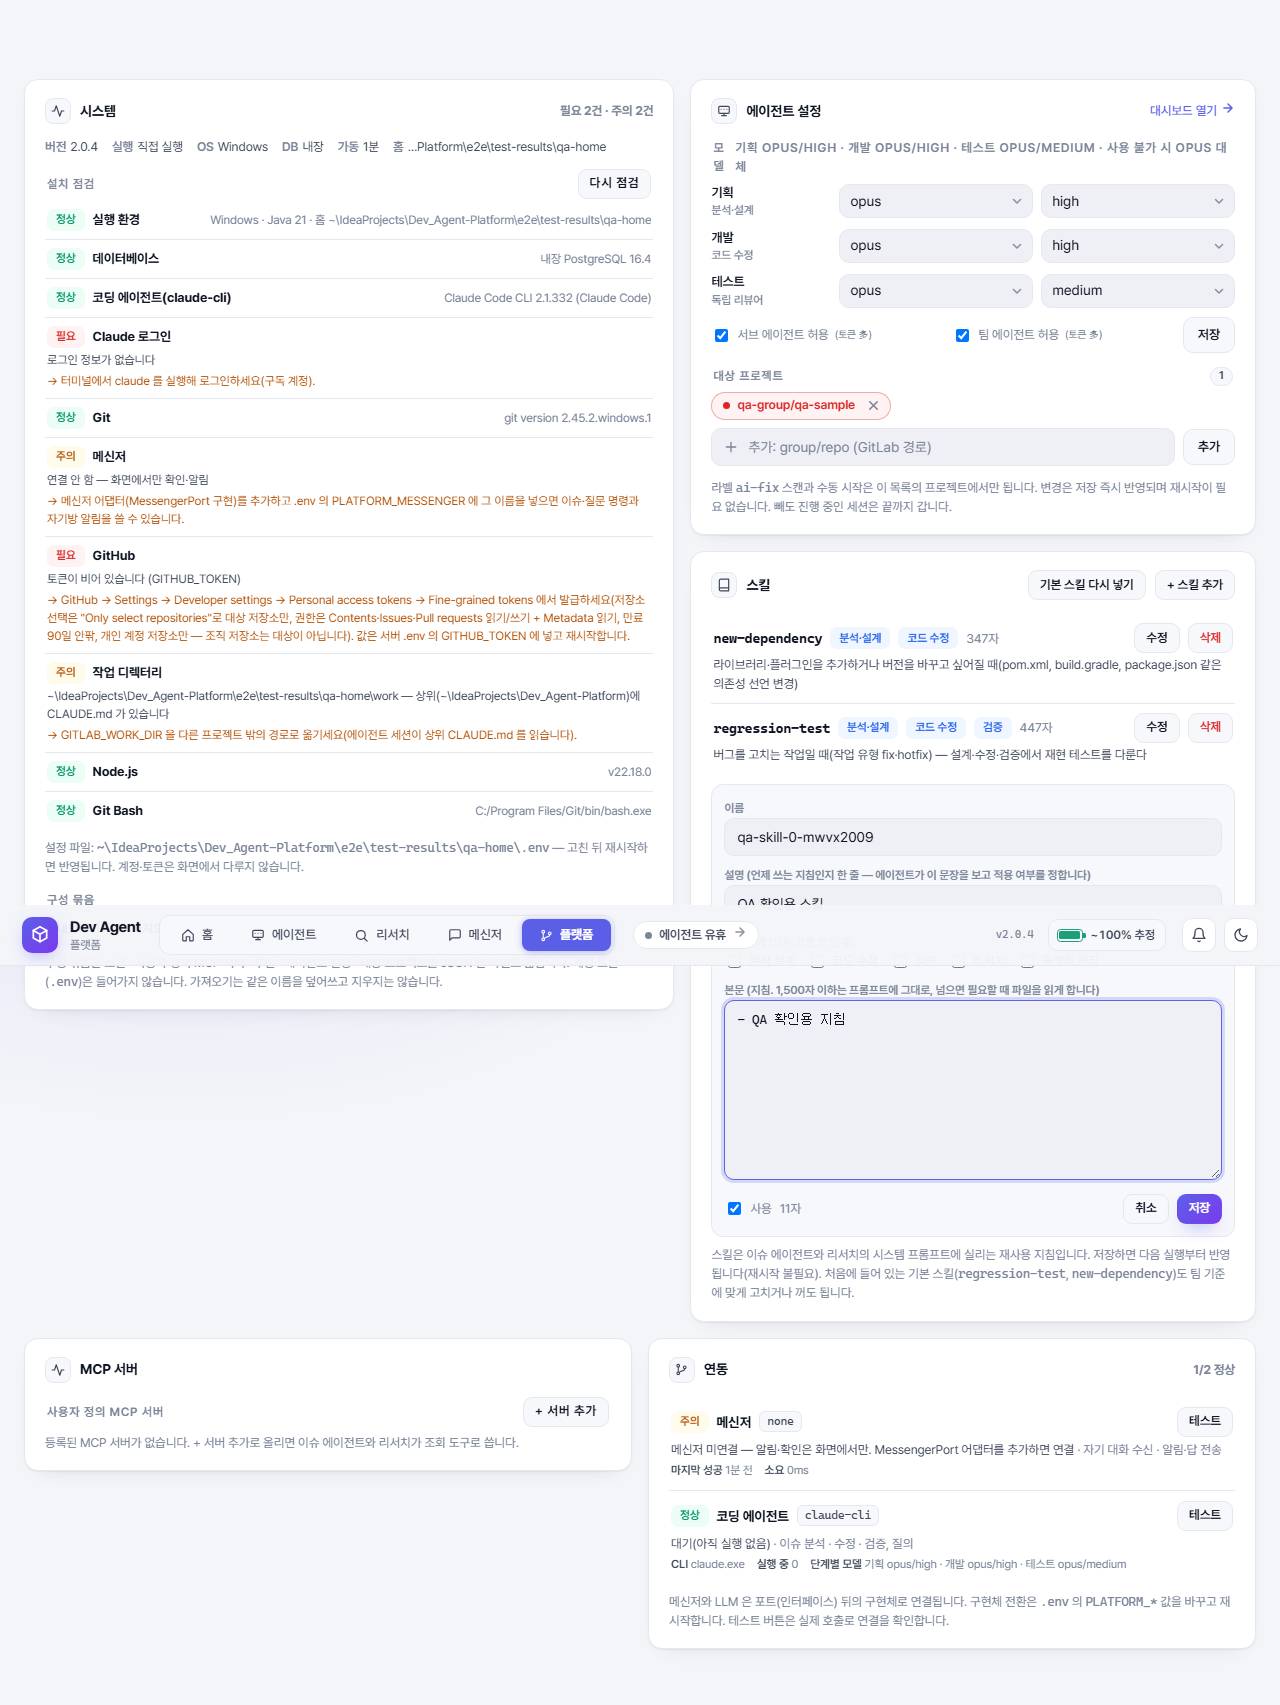 시스템
필요 2건 · 주의 2건
버전 2.0.4 실행 직접 실행 OS Windows DB 내장 가동 1분 홈 ...Platform\e2e\test-results\qa-home
설치 점검
다시 점검
정상 실행 환경 Windows · Java 21 · 홈 ~\IdeaProjects\Dev_Agent-Platform\e2e\test-results\qa-home
정상 데이터베이스 내장 PostgreSQL 16.4
정상 코딩 에이전트(claude-cli) Claude Code CLI 2.1.332 (Claude Code)
필요 Claude 로그인
로그인 정보가 없습니다
→ 터미널에서 claude 를 실행해 로그인하세요(구독 계정).
정상 Git git version 2.45.2.windows.1
주의 메신저
연결 안 함 — 화면에서만 확인·알림
→ 메신저 어댑터(MessengerPort 구현)를 추가하고 .env 의 PLATFORM_MESSENGER 에 그 이름을 넣으면 이슈·질문 명령과
자기방 알림을 쓸 수 있습니다.
필요 GitHub
토큰이 비어 있습니다 (GITHUB_TOKEN)
→ GitHub → Settings → Developer settings → Personal access tokens → Fine-grained tokens 에서 발급하세요(저장소
선택은 "Only select repositories"로 대상 저장소만, 권한은 Contents·Issues·Pull requests 읽기/쓰기 + Metadata 읽기, 만료
90일 안팎, 개인 계정 저장소만 — 조직 저장소는 대상이 아닙니다). 값은 서버 .env 의 GITHUB_TOKEN 에 넣고 재시작합니다.
주의 작업 디렉터리
~\IdeaProjects\Dev_Agent-Platform\e2e\test-results\qa-home\work — 상위(~\IdeaProjects\Dev_Agent-Platform)에
CLAUDE.md 가 있습니다
→ GITLAB_WORK_DIR 을 다른 프로젝트 밖의 경로로 옮기세요(에이전트 세션이 상위 CLAUDE.md 를 읽습니다).
정상 Node.js v22.18.0
정상 Git Bash C:/Program Files/Git/bin/bash.exe
설정 파일: ~\IdeaProjects\Dev_Agent-Platform\e2e\test-results\qa-home\.env — 고친 뒤 재시작하
면 반영됩니다. 계정·토큰은 화면에서 다루지 않습니다.
구성 묶음
(.env)은 들어가지 않습니다. 가져오기는 같은 이름을 덮어쓰고 지우지는 않습니다.
에이전트 설정
대시보드 열기 →
모델 기획 OPUS/HIGH · 개발 OPUS/HIGH · 테스트 OPUS/MEDIUM · 사용 불가 시 OPUS 대체
기획 opus high
분석·설계
개발 opus high
코드 수정
테스트 opus medium
독립 리뷰어
서브 에이전트 허용 (토큰 多) 팀 에이전트 허용 (토큰 多) 저장
대상 프로젝트 1
qa-group/qa-sample ×
+ 추가: group/repo (GitLab 경로) 추가
라벨 ai-fix 스캔과 수동 시작은 이 목록의 프로젝트에서만 됩니다. 변경은 저장 즉시 반영되며 재시작이 필
요 없습니다. 빼도 진행 중인 세션은 끝까지 갑니다.
스킬
기본 스킬 다시 넣기
+ 스킬 추가
new-dependency 분석·설계 코드 수정 347자 수정 삭제
라이브러리·플러그인을 추가하거나 버전을 바꾸고 싶어질 때(pom.xml, build.gradle, package.json 같은
의존성 선언 변경)
regression-test 분석·설계 코드 수정 검증 447자 수정 삭제
버그를 고치는 작업일 때(작업 유형 fix·hotfix) — 설계·수정·검증에서 재현 테스트를 다룬다
이름
qa-skill-0-mwvx2009
설명 (언제 쓰는 지침인지 한 줄 — 에이전트가 이 문장을 보고 적용 여부를 정합니다)
QA 확인용 스킬
Dev Agent
플랫폼
홈 에이전트 리서치 메신저 플랫폼
에이전트 유휴 →
v2.0.4
~100% 추정
본문 (지침. 1,500자 이하는 프롬프트에 그대로, 넘으면 필요할 때 파일을 읽게 합니다)
- QA 확인용 지침
사용 11자 취소 저장
스킬은 이슈 에이전트와 리서치의 시스템 프롬프트에 실리는 재사용 지침입니다. 저장하면 다음 실행부터 반영
됩니다(재시작 불필요). 처음에 들어 있는 기본 스킬(regression-test, new-dependency)도 팀 기준
에 맞게 고치거나 꺼도 됩니다.
MCP 서버
사용자 정의 MCP 서버
+ 서버 추가
등록된 MCP 서버가 없습니다. + 서버 추가로 올리면 이슈 에이전트와 리서치가 조회 도구로 씁니다.
연동
1/2 정상
주의 메신저 none 테스트
메신저 미연결 — 알림·확인은 화면에서만. MessengerPort 어댑터를 추가하면 연결 · 자기 대화 수신 · 알림·답 전송
마지막 성공 1분 전 소요 0ms
정상 코딩 에이전트 claude-cli 테스트
대기(아직 실행 없음) · 이슈 분석 · 수정 · 검증, 질의
CLI claude.exe 실행 중 0 단계별 모델 기획 opus/high · 개발 opus/high · 테스트 opus/medium
메신저와 LLM 은 포트(인터페이스) 뒤의 구현체로 연결됩니다. 구현체 전환은 .env 의 PLATFORM_* 값을 바꾸고 재
시작합니다. 테스트 버튼은 실제 호출로 연결을 확인합니다.